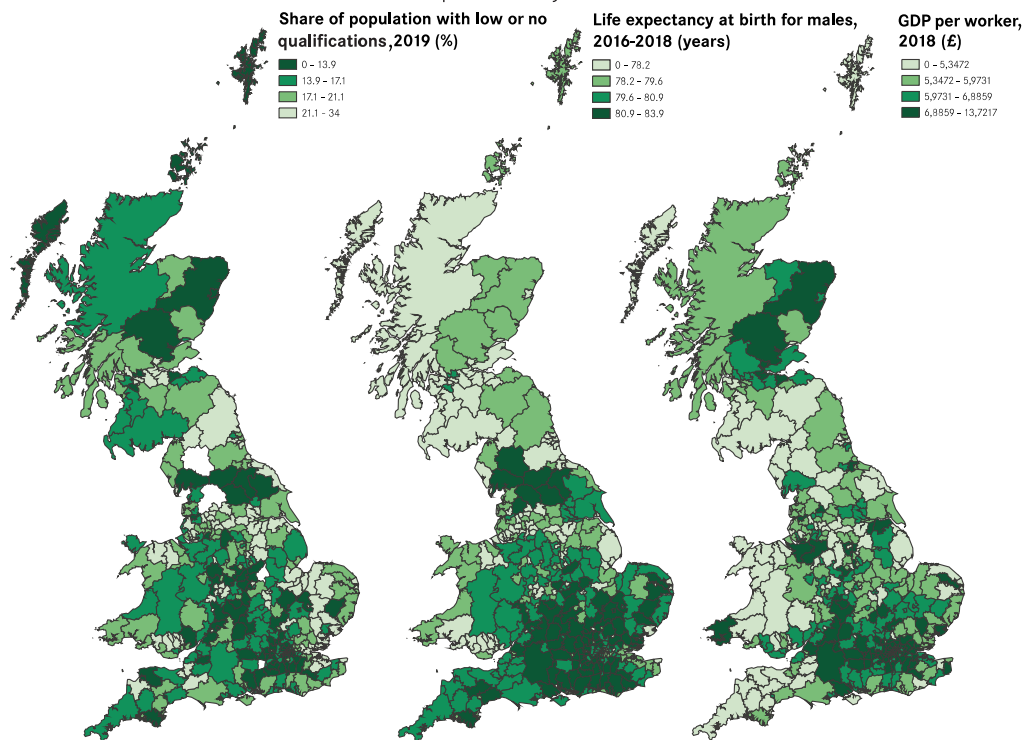 Share of population with low or no
qualifications,2019 (%)
0 – 13.9
13.9 – 17.1
17.1 – 21.1
21.1 – 34
Life expectancy at birth for males,
2016-2018 (years)
0 – 78.2
78.2 – 79.6
79.6 – 80.9
80.9 – 83.9
GDP per worker,
2018 (£)
0 – 5,3472
5,3472 – 5,9731
5,9731 – 6,8859
6,8859 – 13,7217